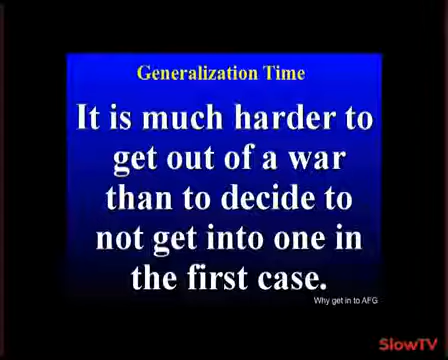 Generalization Time
It is much harder to
get out of a war
than to decide to
not get into one in
the first case.
Why get in to AFG
SlowTV